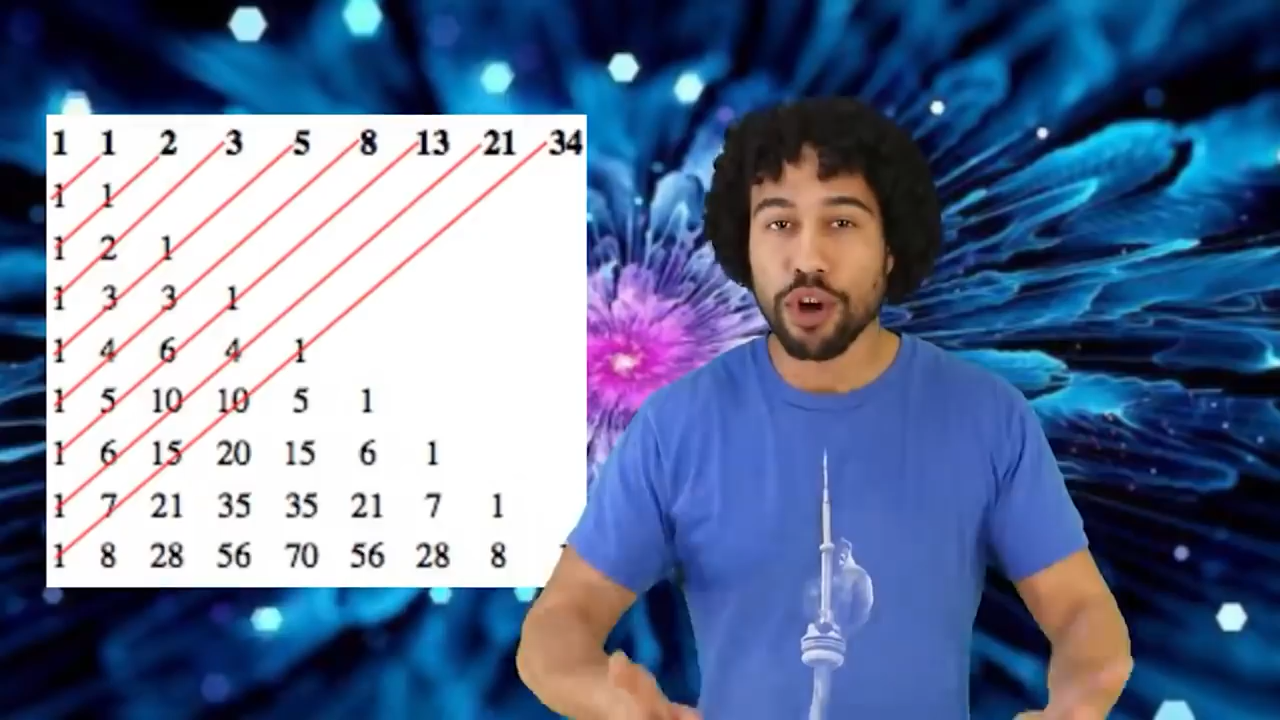 1 1 2 3 5 8 13 21 34
1 1
1 2 1
1 3 3 1
1 4 6 4 1
1 5 10 10 5 1
1 6 15 20 15 6 1
1 7 21 35 35 21 7 1
1 8 28 56 70 56 28 8